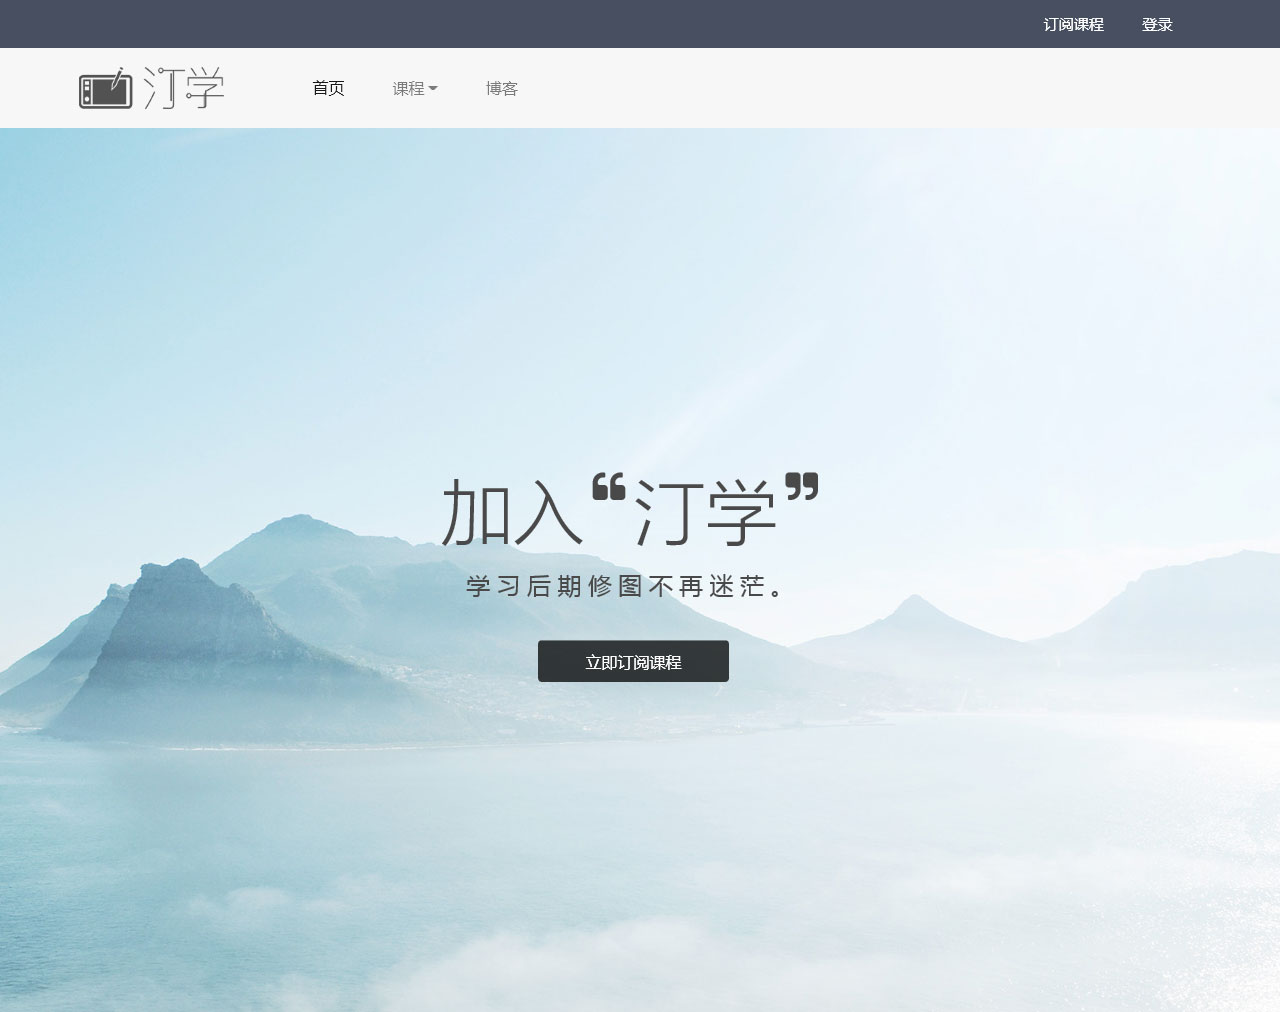 订阅课程 登录
汀学 首页 课程 博客
加入“汀学”
学习后期修图不再迷茫。
立即订阅课程